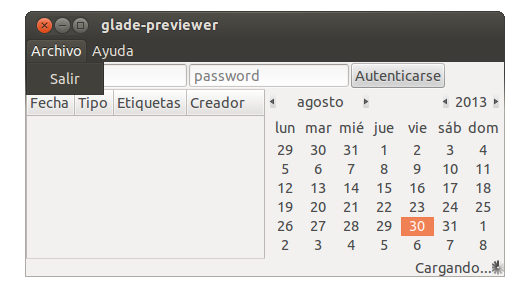 glade-previewer
Archivo Ayuda
Salir
password Autenticarse
Fecha Tipo Etiquetas Creador
agosto 2013
lun mar mié jue vie sáb dom
29 30 31 1 2 3 4
5 6 7 8 9 10 11
12 13 14 15 16 17 18
19 20 21 22 23 24 25
26 27 28 29 30 31 1
2 3 4 5 6 7 8
Cargando...